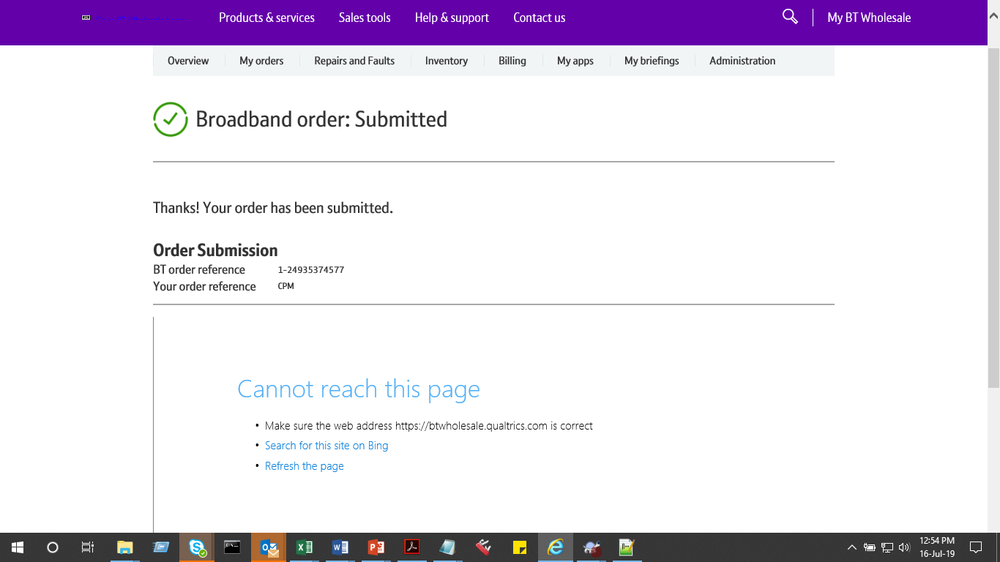 Products & services Sales tools Help & support Contact us My BT Wholesale
Overview My orders Repairs and Faults Inventory Billing My apps My briefings Administration
Broadband order: Submitted
Thanks! Your order has been submitted.
Order Submission
BT order reference 1-24935374577
Your order reference CPM
Cannot reach this page
• Make sure the web address https://btwholesale.qualtrics.com is correct
• Search for this site on Bing
• Refresh the page
12:54 PM
16-Jul-19